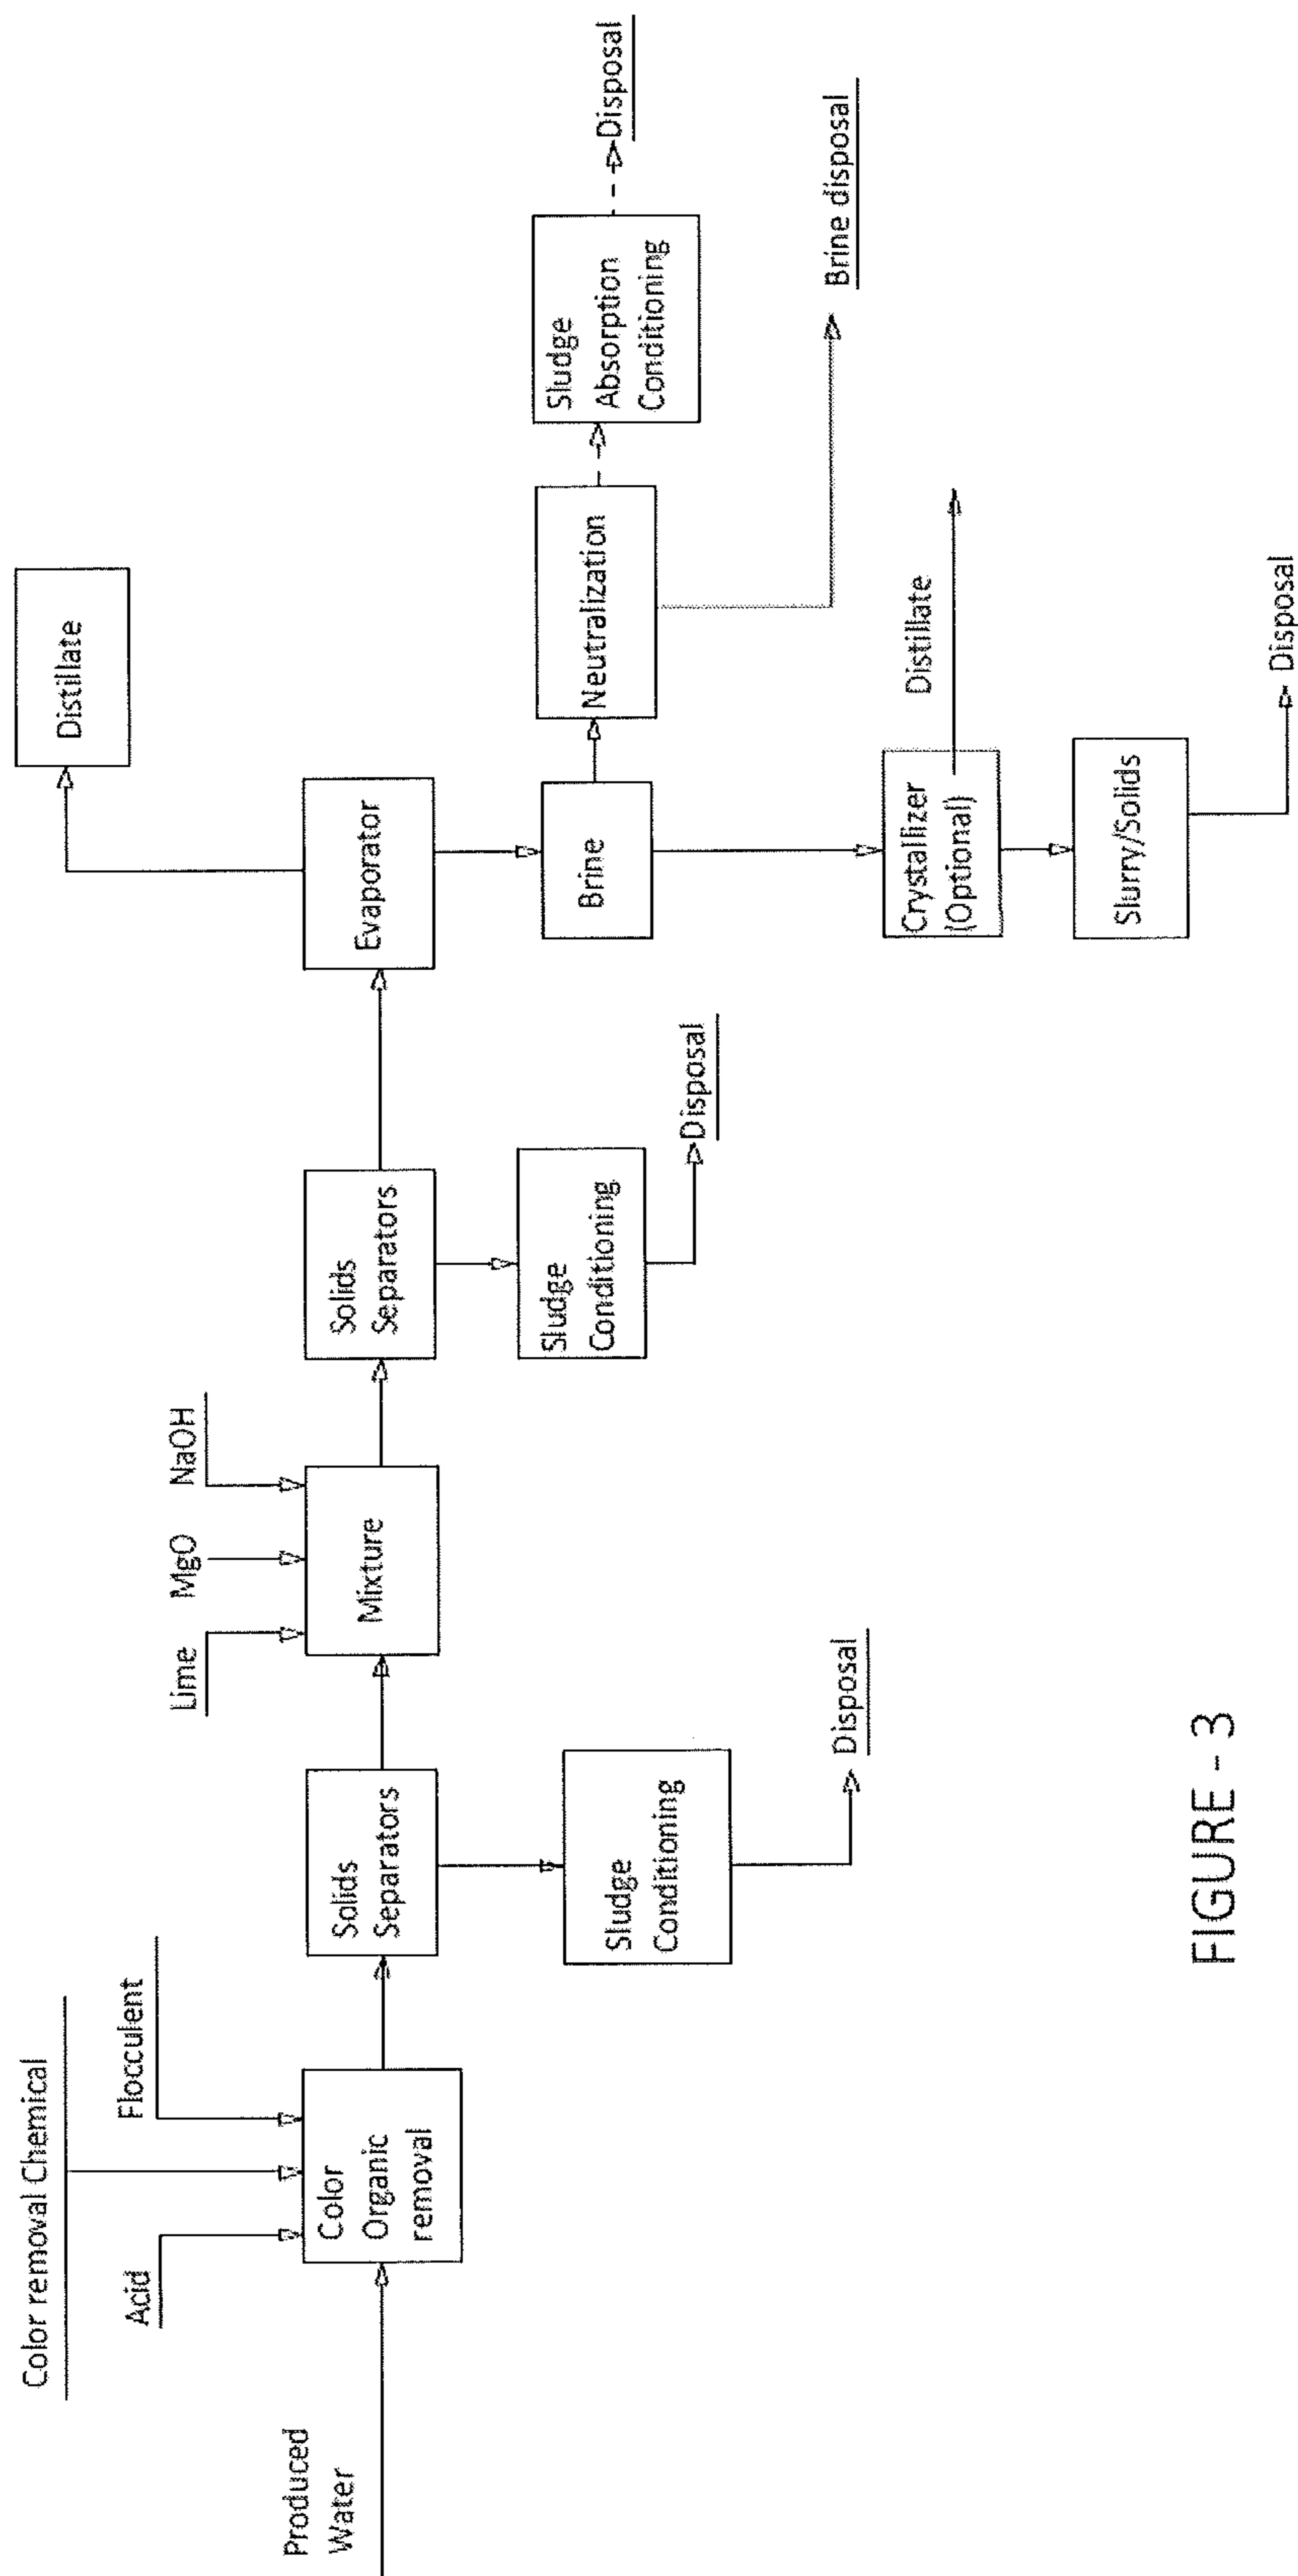 Color removal Chemical
Acid
Flocculent
Produced
Water
Color
Organic
removal
Solids
Separators
Sludge
Conditioning
Disposal
Lime
MgO
NaOH
Mixture
Solids
Separators
Sludge
Conditioning
Disposal
Evaporator
Distillate
Brine
Neutralization
Sludge
Absorption
Conditioning
Disposal
Brine disposal
Crystallizer
(Optional)
Distillate
Slurry/Solids
Disposal
FIGURE - 3